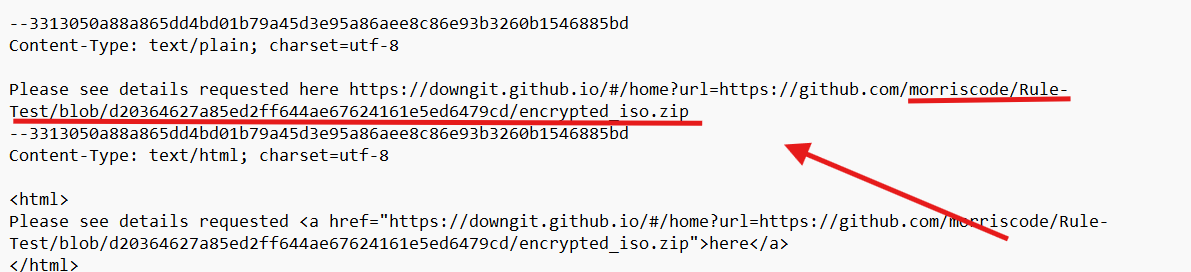 --3313050a88a865dd4bd01b79a45d3e95a86aee8c86e93b3260b1546885bd
Content-Type: text/plain; charset=utf-8
Please see details requested here https://downgit.github.io/#/home?url=https://github.com/morriscode/Rule-
Test/blob/d20364627a85ed2ff644ae67624161e5ed6479cd/encrypted_iso.zip
--3313050a88a865dd4bd01b79a45d3e95a86aee8c86e93b3260b1546885bd
Content-Type: text/html; charset=utf-8
<html>
Please see details requested <a href="https://downgit.github.io/#/home?url=https://github.com/morriscode/Rule-
Test/blob/d20364627a85ed2ff644ae67624161e5ed6479cd/encrypted_iso.zip">here</a>
</html>